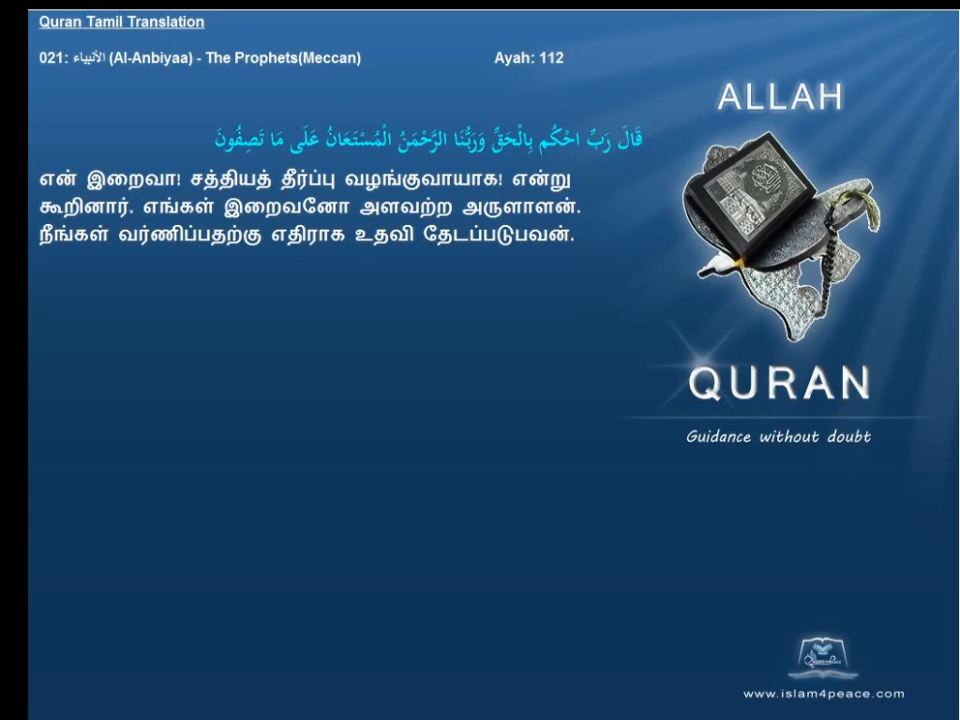 Quran Tamil Translation
021: الأنبياء (Al-Anbiyaa) - The Prophets(Meccan) Ayah: 112
قَالَ رَبِّ احْكُم بِالْحَقِّ وَرَبُّنَا الرَّحْمَنُ الْمُسْتَعَانُ عَلَى مَا تَصِفُونَ
என் இறைவா! சத்தியத் தீர்ப்பு வழங்குவாயாக! என்று
கூறினார். எங்கள் இறைவனோ அளவற்ற அருளாளன்.
நீங்கள் வர்ணிப்பதற்கு எதிராக உதவி தேடப்படுபவன்.
ALLAH
QURAN
Guidance without doubt
www.islam4peace.com